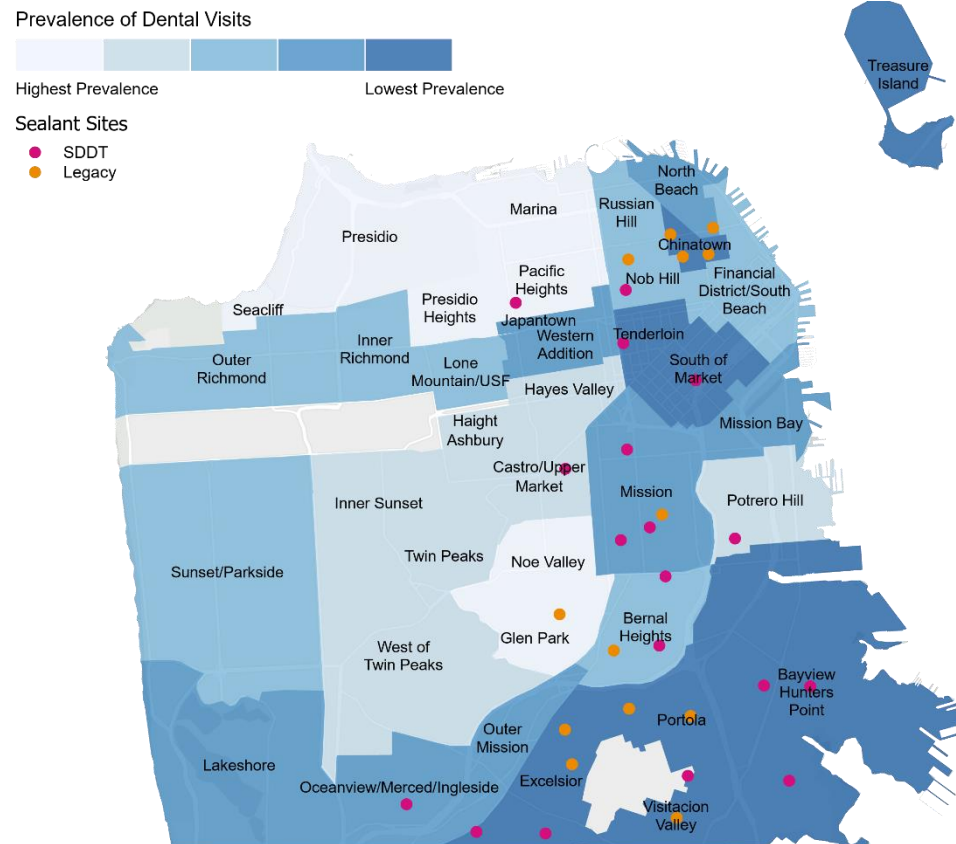 Prevalence of Dental Visits
Highest Prevalence
Lowest Prevalence
Sealant Sites
SDDT
Legacy
Treasure
Island
North
Beach
Russian
Hill
Marina
Presidio
Chinatown
Pacific
Heights
Nob Hill
Financial
District/South
Beach
Seacliff
Presidio
Heights
Japantown
Western
Addition
Tenderloin
Inner
Richmond
Outer
Richmond
Lone
Mountain/USF
South of
Market
Hayes Valley
Haight
Ashbury
Mission Bay
Castro/Upper
Market
Mission
Potrero Hill
Inner Sunset
Twin Peaks
Noe Valley
Sunset/Parkside
Glen Park
Bernal
Heights
West of
Twin Peaks
Bayview
Hunters
Point
Portola
Outer
Mission
Lakeshore
Oceanview/Merced/Ingleside
Excelsior
Visitacion
Valley